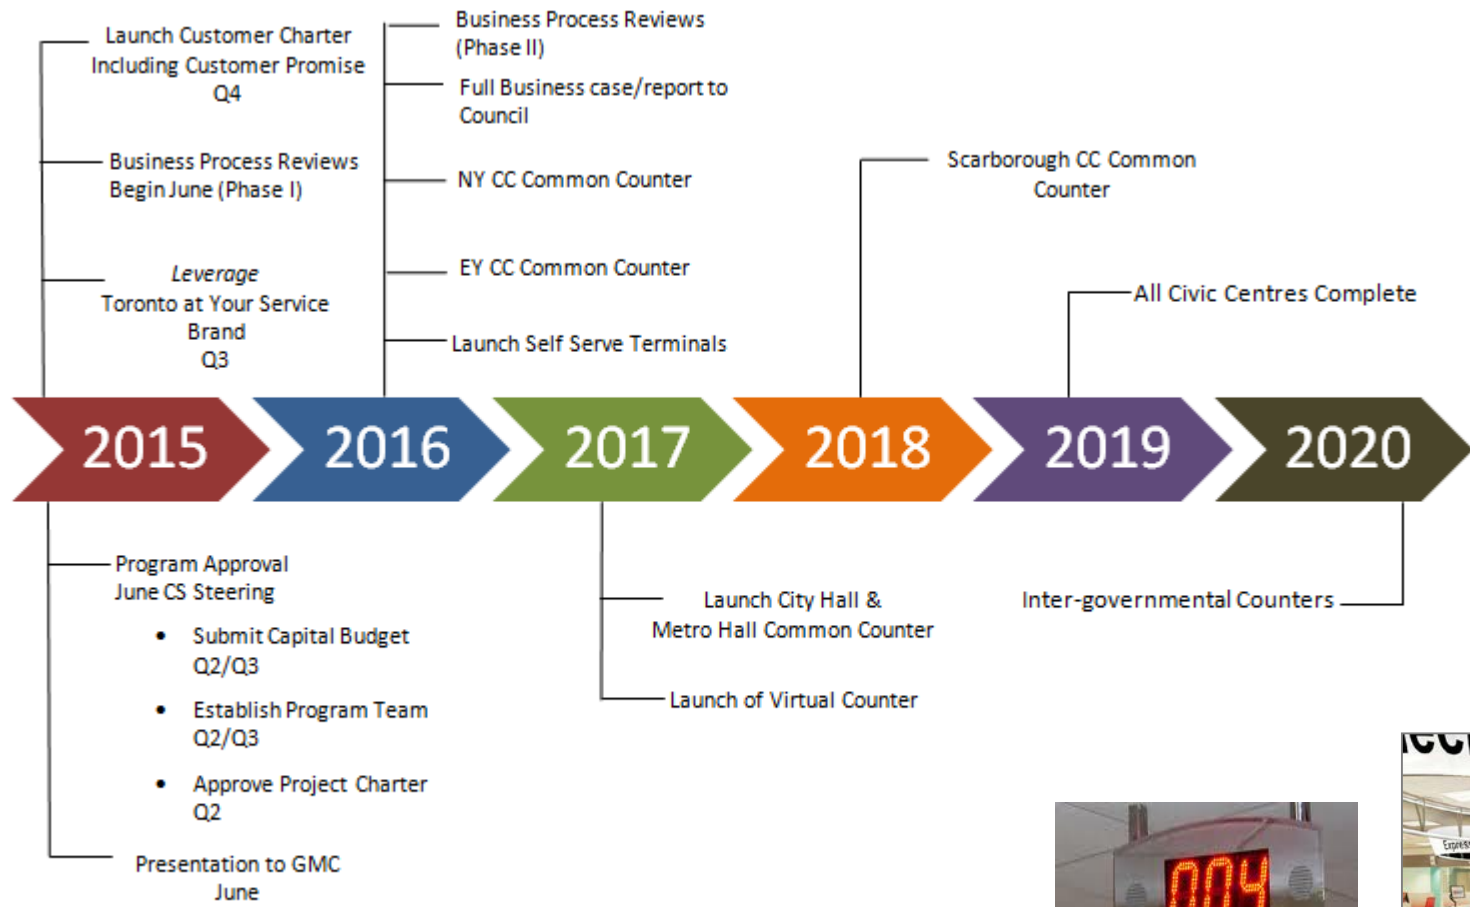 Launch Customer Charter
Including Customer Promise
Q4
Business Process Reviews
Begin June (Phase I)
Leverage
Toronto at Your Service
Brand
Q3
Business Process Reviews
(Phase II)
Full Business case/report to
Council
NY CC Common Counter
EY CC Common Counter
Launch Self Serve Terminals
Scarborough CC Common
Counter
All Civic Centres Complete
2015
2016
2017
2018
2019
2020
Program Approval
June CS Steering
• Submit Capital Budget
Q2/Q3
• Establish Program Team
Q2/Q3
• Approve Project Charter
Q2
Presentation to GMC
June
Launch City Hall &
Metro Hall Common Counter
Launch of Virtual Counter
Inter-governmental Counters
004
Express